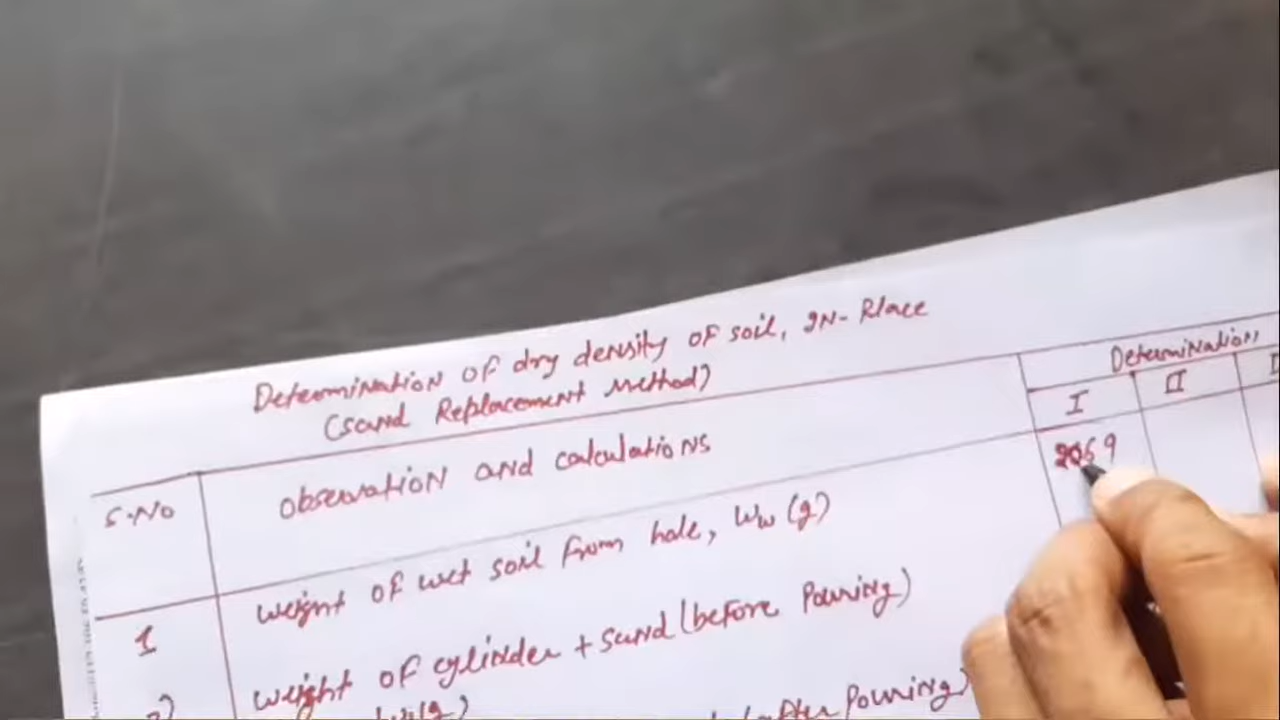 Determination of dry density of soil, IN-Place
(Sand Replacement Method)
S.No
observation and calculations
Determination
I
II
1
weight of wet soil from hole, Ww (g)
2)
weight of cylinder + sand (before Pouring)
(after Pouring)